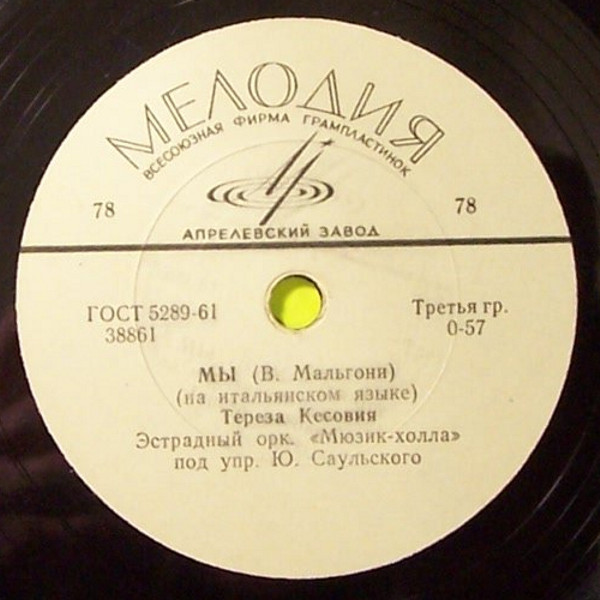 МЕЛОДИЯ
ВСЕСОЮЗНАЯ ФИРМА ГРАМПЛАСТИНОК
78
78
АПРЕЛЕВСКИЙ ЗАВОД
ГОСТ 5289-61
38861
Третья гр.
0-57
МЫ (В. Мальгони)
(на итальянском языке)
Тереза Кесовия
Эстрадный орк. «Мюзик-холла»
под упр. Ю. Саульского